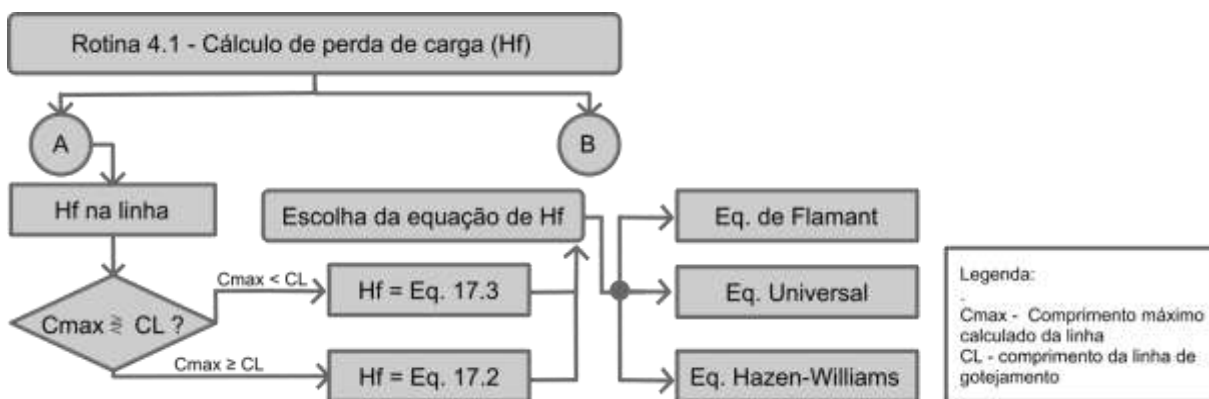 Rotina 4.1 - Cálculo de perda de carga (Hf)
A
B
Hf na linha
Escolha da equação de Hf
Eq. de Flamant
Cmax < CL
Hf = Eq. 17.3
Eq. Universal
Cmax ⋛ CL ?
Cmax ≥ CL
Hf = Eq. 17.2
Eq. Hazen-Williams
Legenda:
.
Cmax - Comprimento máximo
calculado da linha
CL - comprimento da linha de
gotejamento